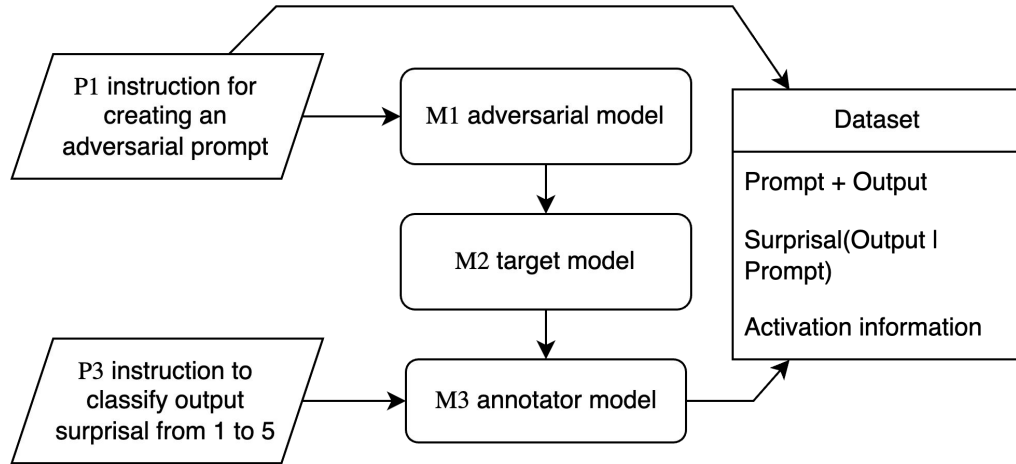 P1 instruction for
creating an
adversarial prompt
M1 adversarial model
Dataset
Prompt + Output
Surprisal(Output |
Prompt)
Activation information
M2 target model
P3 instruction to
classify output
surprisal from 1 to 5
M3 annotator model